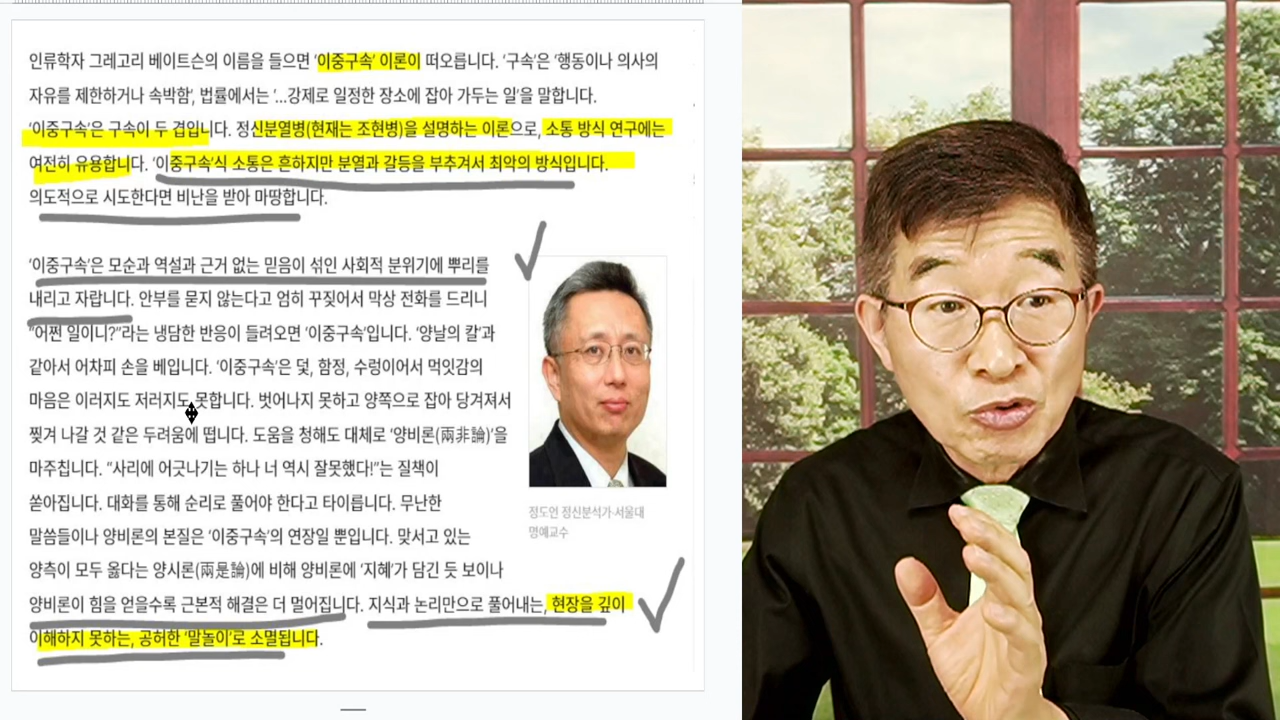 인류학자 그레고리 베이트슨의 이름을 들으면 '이중구속' 이론이 떠오릅니다. '구속'은 '행동이나 의사의
자유를 제한하거나 속박함', 법률에서는 '...강제로 일정한 장소에 잡아 가두는 일'을 말합니다.
'이중구속'은 구속이 두 겹입니다. 정신분열병(현재는 조현병)을 설명하는 이론으로, 소통 방식 연구에는
여전히 유용합니다. '이중구속'식 소통은 흔하지만 분열과 갈등을 부추겨서 최악의 방식입니다.
의도적으로 시도한다면 비난을 받아 마땅합니다.
'이중구속'은 모순과 역설과 근거 없는 믿음이 섞인 사회적 분위기에 뿌리를
내리고 자랍니다. 안부를 묻지 않는다고 엄히 꾸짖어서 막상 전화를 드리니
"어쩐 일이니?"라는 냉담한 반응이 들려오면 '이중구속'입니다. '양날의 칼'과
같아서 어차피 손을 베입니다. '이중구속'은 덫, 함정, 수렁이어서 먹잇감의
마음은 이러지도 저러지도 못합니다. 벗어나지 못하고 양쪽으로 잡아 당겨져서
찢겨 나갈 것 같은 두려움에 떱니다. 도움을 청해도 대체로 '양비론(兩非論)'을
마주칩니다. "사리에 어긋나기는 하나 너 역시 잘못했다!"는 질책이
쏟아집니다. 대화를 통해 순리로 풀어야 한다고 타이릅니다. 무난한
말씀들이나 양비론의 본질은 '이중구속'의 연장일 뿐입니다. 맞서고 있는
양측이 모두 옳다는 양시론(兩是論)에 비해 양비론에 '지혜'가 담긴 듯 보이나
양비론이 힘을 얻을수록 근본적 해결은 더 멀어집니다. 지식과 논리만으로 풀어내는, 현장을 깊이
이해하지 못하는, 공허한 '말놀이'로 소멸됩니다.
정도언 정신분석가·서울대
명예교수